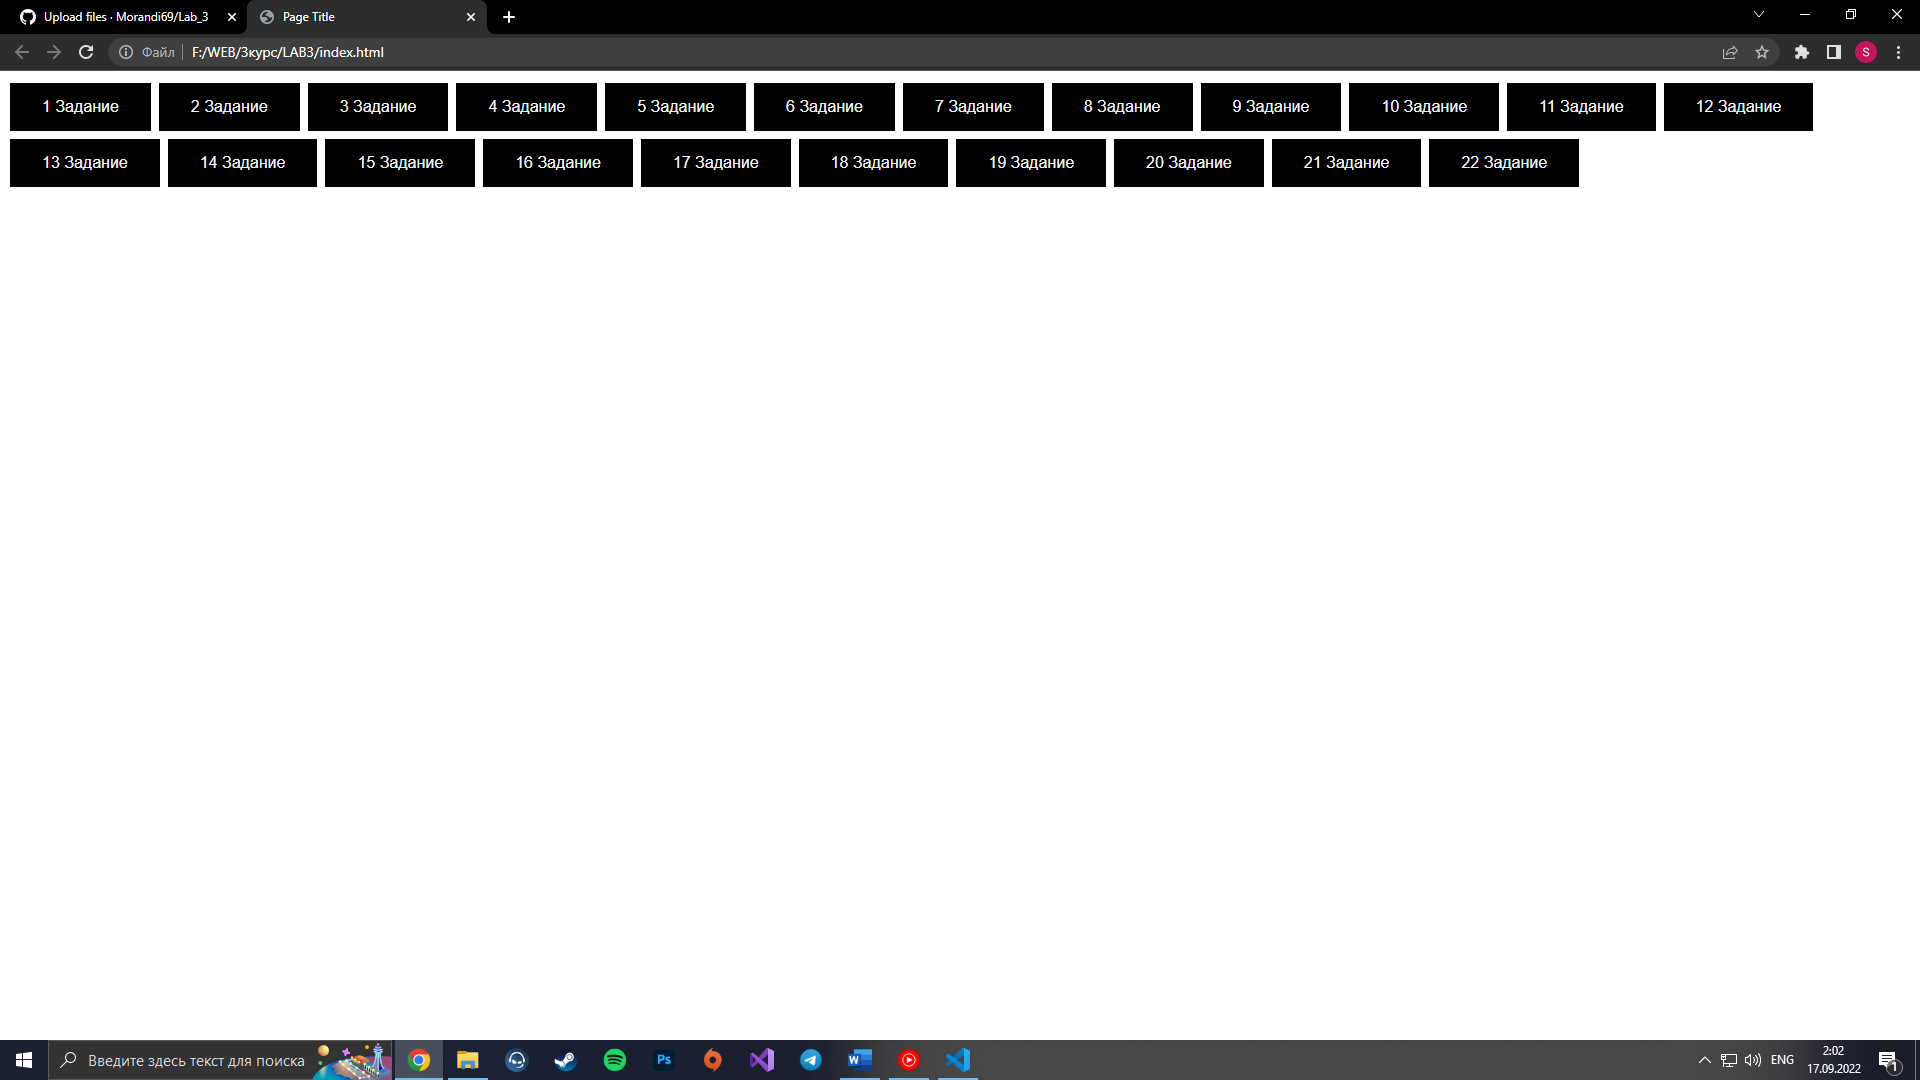 Upload files · Morandi69/Lab_3
Page Title
Файл F:/WEB/3курс/LAB3/index.html
S
1 Задание 2 Задание 3 Задание 4 Задание 5 Задание 6 Задание 7 Задание 8 Задание 9 Задание 10 Задание 11 Задание 12 Задание
13 Задание 14 Задание 15 Задание 16 Задание 17 Задание 18 Задание 19 Задание 20 Задание 21 Задание 22 Задание
Введите здесь текст для поиска
Ps
W
ENG
2:02
17.09.2022
1